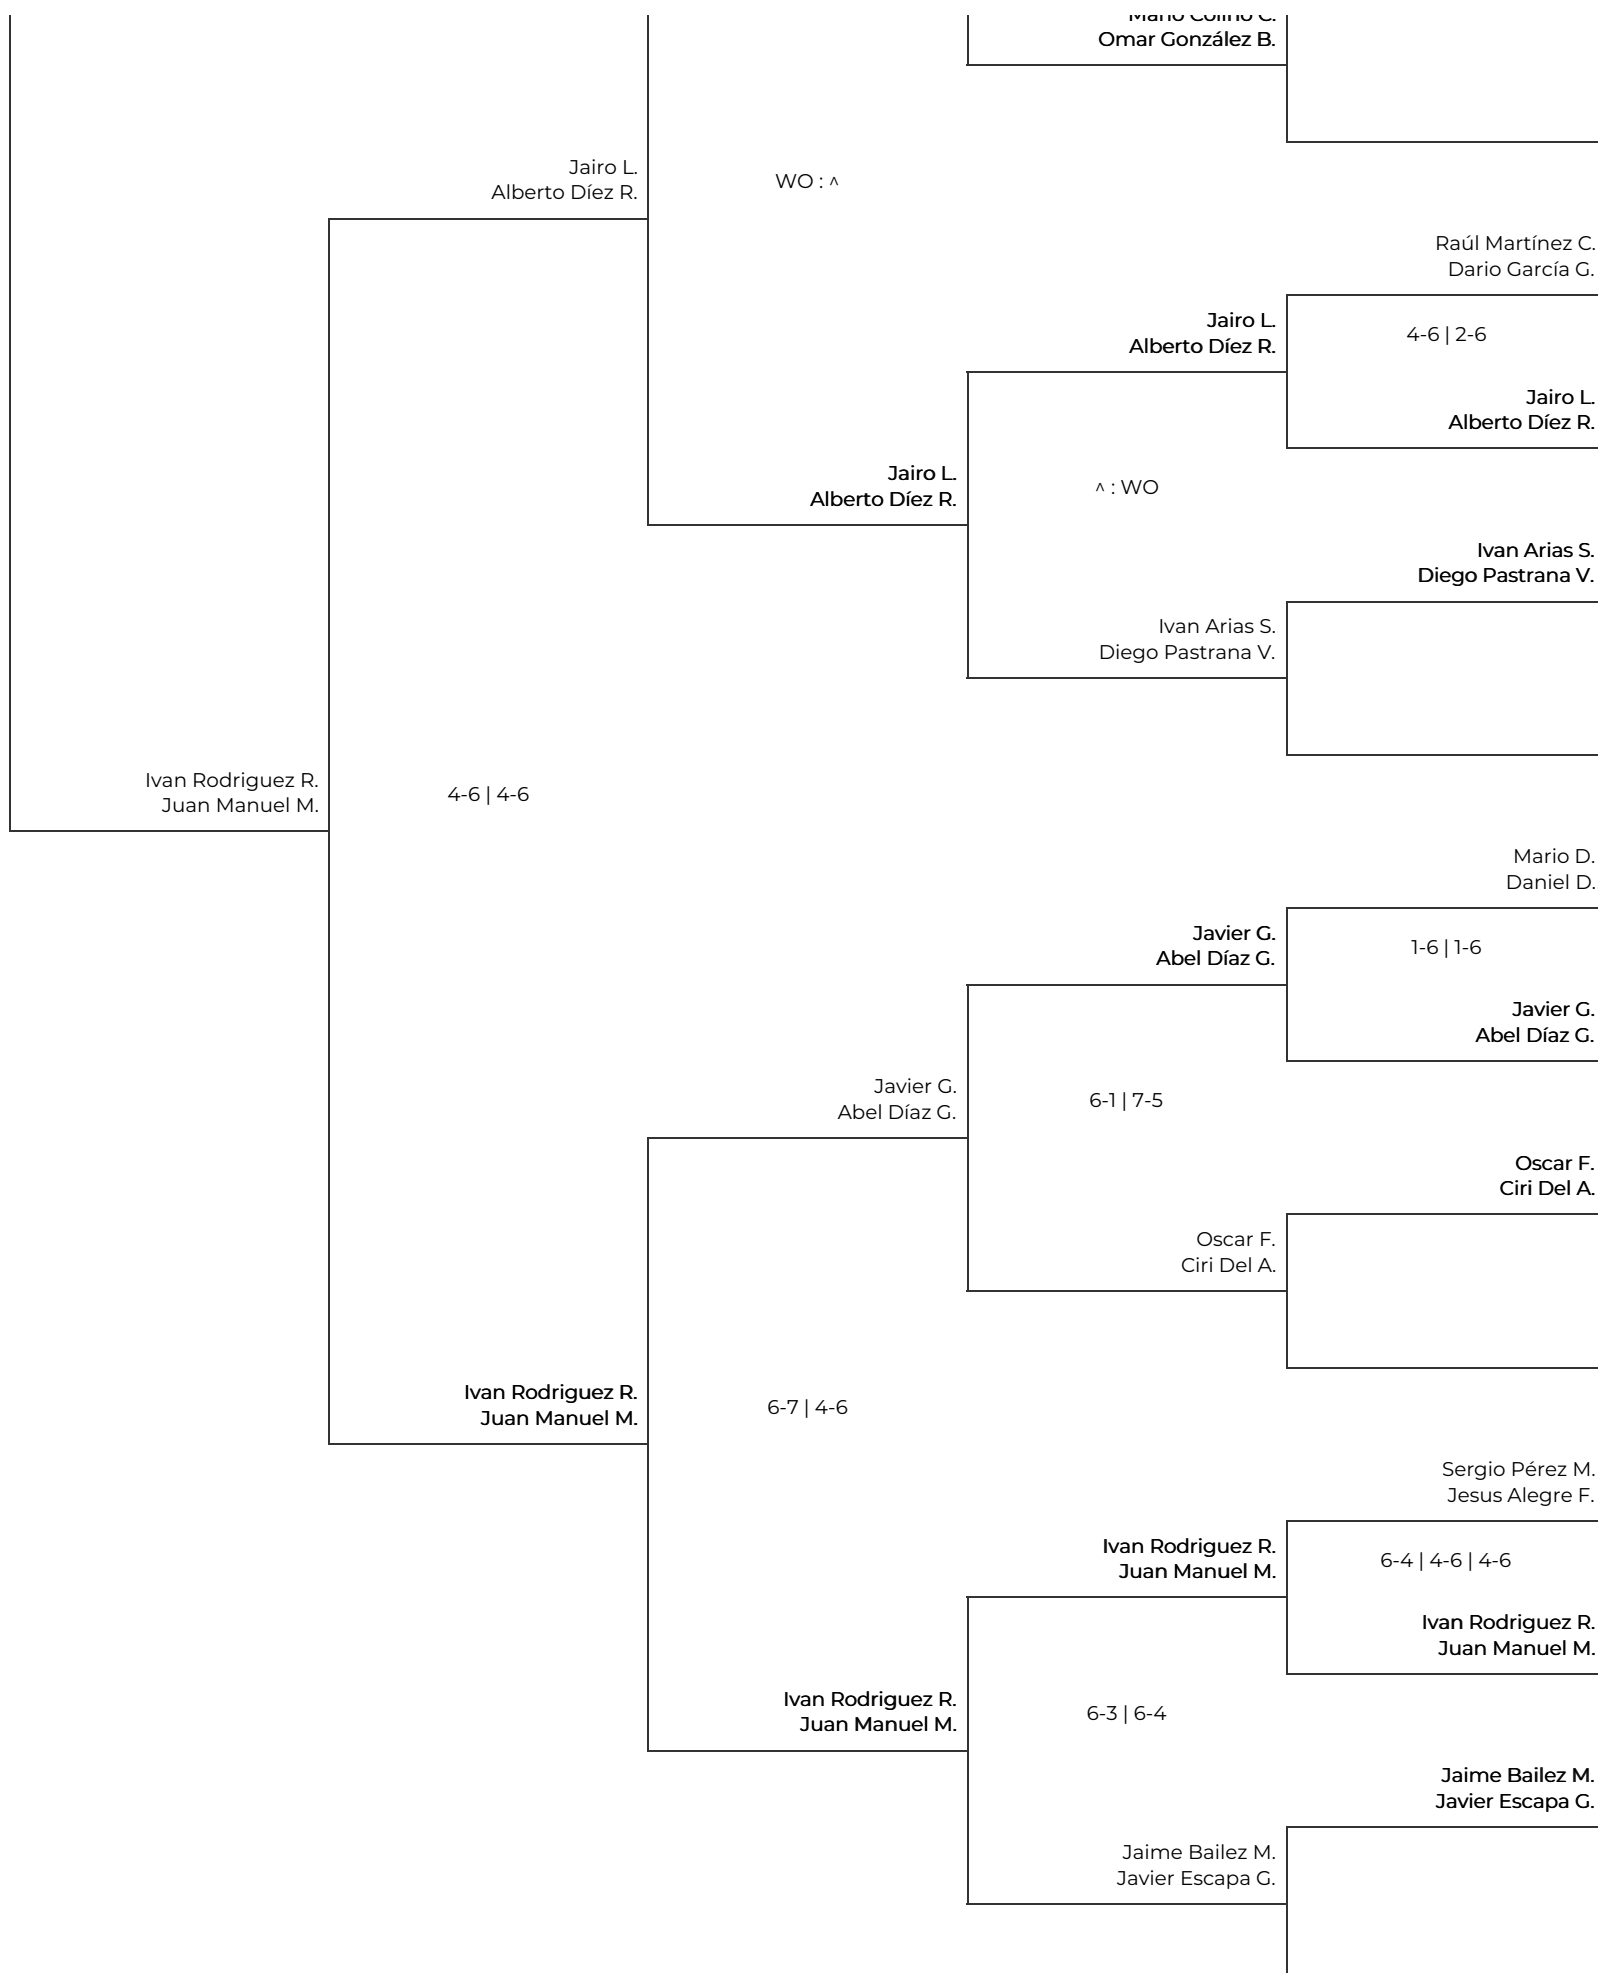 Omar González B.
Jairo L.
Alberto Díez R.
WO : ^
Raúl Martínez C.
Dario García G.
Jairo L.
Alberto Díez R.
4-6 | 2-6
Jairo L.
Alberto Díez R.
Jairo L.
Alberto Díez R.
^ : WO
Ivan Arias S.
Diego Pastrana V.
Ivan Arias S.
Diego Pastrana V.
Ivan Rodriguez R.
Juan Manuel M.
4-6 | 4-6
Mario D.
Daniel D.
Javier G.
Abel Díaz G.
1-6 | 1-6
Javier G.
Abel Díaz G.
Javier G.
Abel Díaz G.
6-1 | 7-5
Oscar F.
Ciri Del A.
Oscar F.
Ciri Del A.
Ivan Rodriguez R.
Juan Manuel M.
6-7 | 4-6
Sergio Pérez M.
Jesus Alegre F.
Ivan Rodriguez R.
Juan Manuel M.
6-4 | 4-6 | 4-6
Ivan Rodriguez R.
Juan Manuel M.
Ivan Rodriguez R.
Juan Manuel M.
6-3 | 6-4
Jaime Bailez M.
Javier Escapa G.
Jaime Bailez M.
Javier Escapa G.